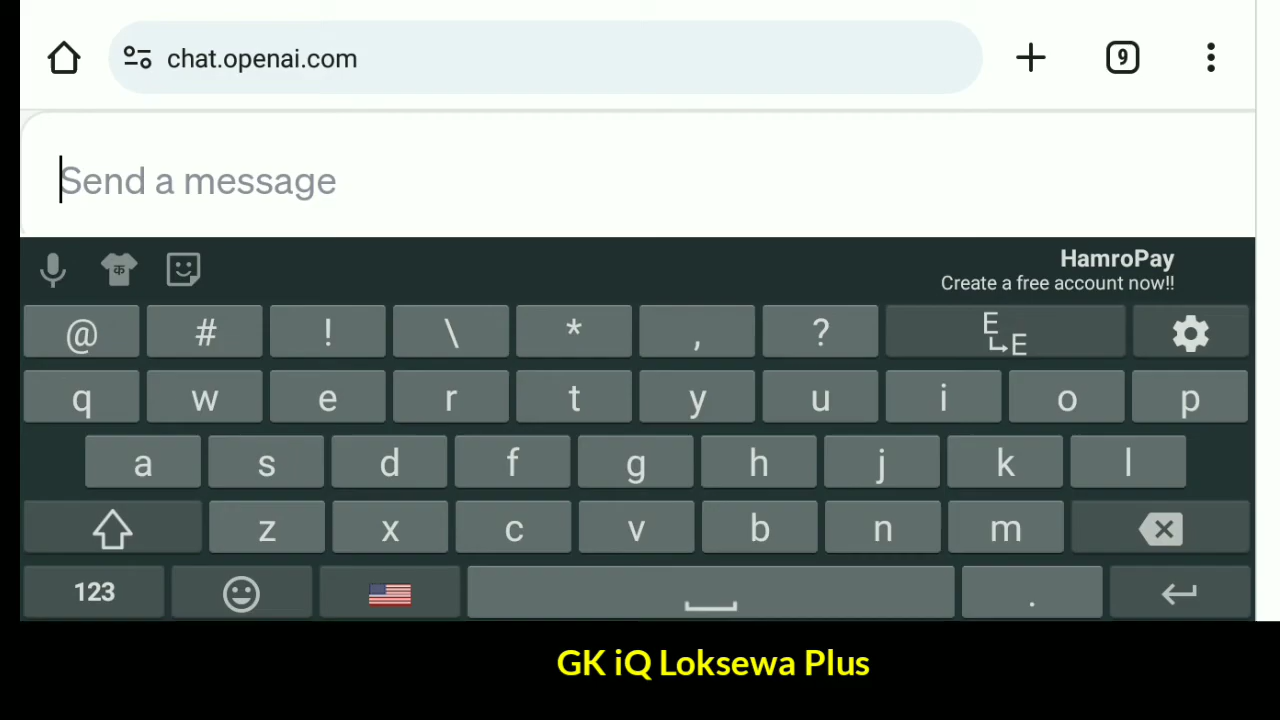 chat.openai.com
9
Send a message
HamroPay
Create a free account now!!
क
@ # ! \ * , ? E E
q w e r t y u i o p
a s d f g h j k l
z x c v b n m
123 .
GK iQ Loksewa Plus